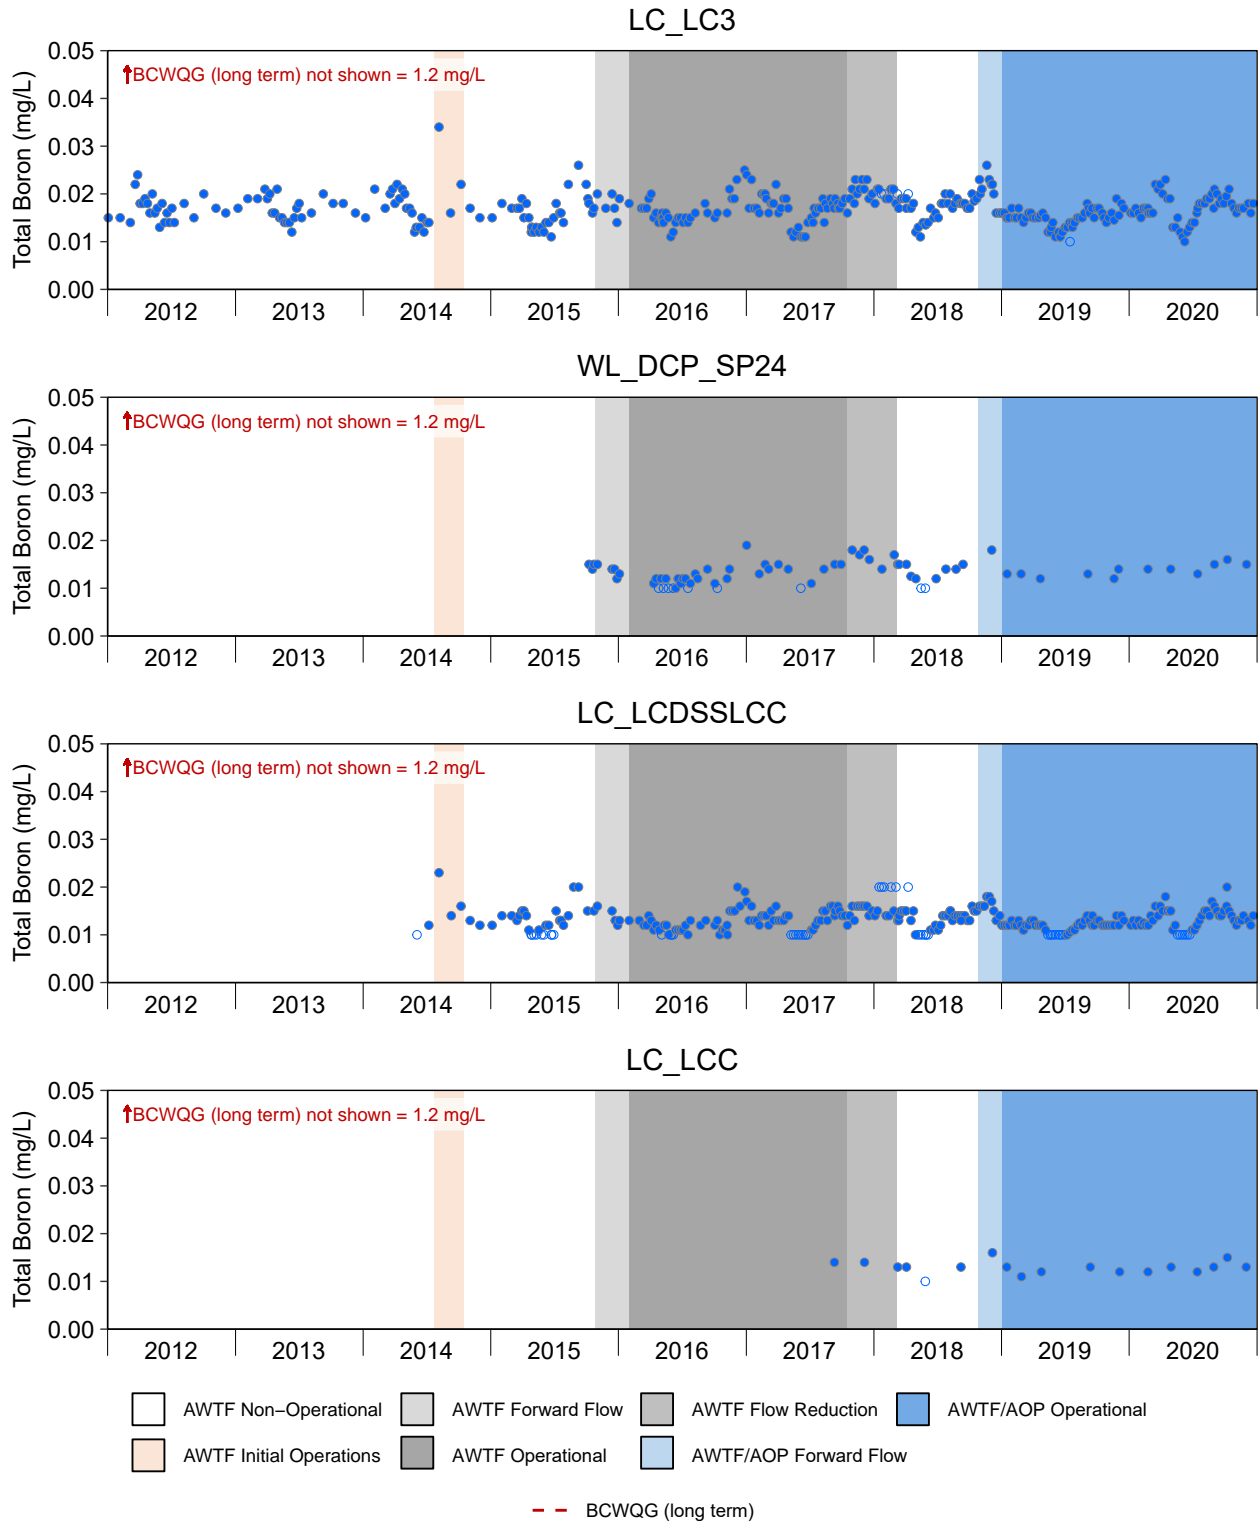 LC_LC3
Total Boron (mg/L)
0.05
0.04
0.03
0.02
0.01
0.00
BCWQG (long term) not shown = 1.2 mg/L
2012 2013 2014 2015 2016 2017 2018 2019 2020
WL_DCP_SP24
Total Boron (mg/L)
0.05
0.04
0.03
0.02
0.01
0.00
BCWQG (long term) not shown = 1.2 mg/L
2012 2013 2014 2015 2016 2017 2018 2019 2020
LC_LCDSSLCC
Total Boron (mg/L)
0.05
0.04
0.03
0.02
0.01
0.00
BCWQG (long term) not shown = 1.2 mg/L
2012 2013 2014 2015 2016 2017 2018 2019 2020
LC_LCC
Total Boron (mg/L)
0.05
0.04
0.03
0.02
0.01
0.00
BCWQG (long term) not shown = 1.2 mg/L
2012 2013 2014 2015 2016 2017 2018 2019 2020
AWTF Non−Operational AWTF Forward Flow AWTF Flow Reduction AWTF/AOP Operational
AWTF Initial Operations AWTF Operational AWTF/AOP Forward Flow
BCWQG (long term)